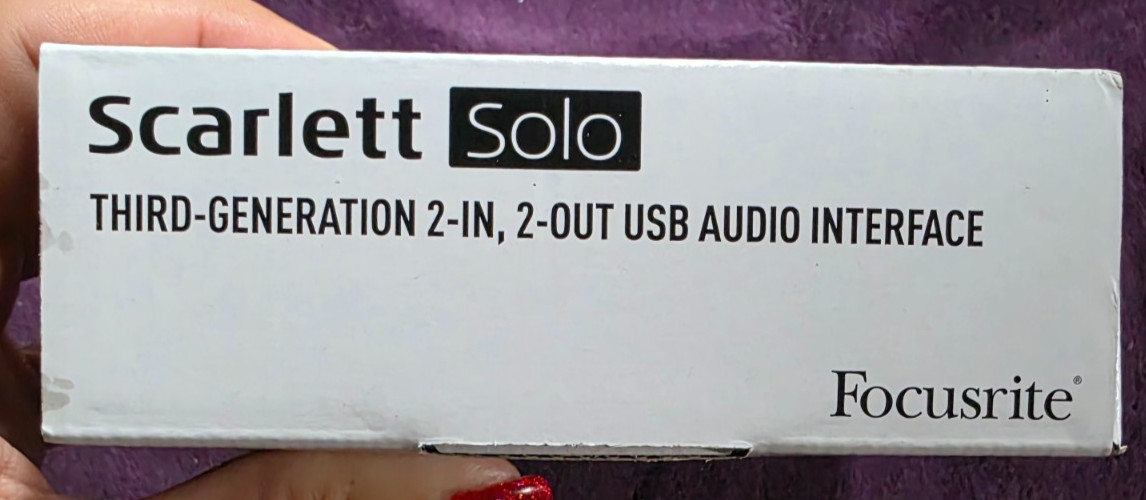 Scarlett Solo
THIRD-GENERATION 2-IN, 2-OUT USB AUDIO INTERFACE
Focusrite®